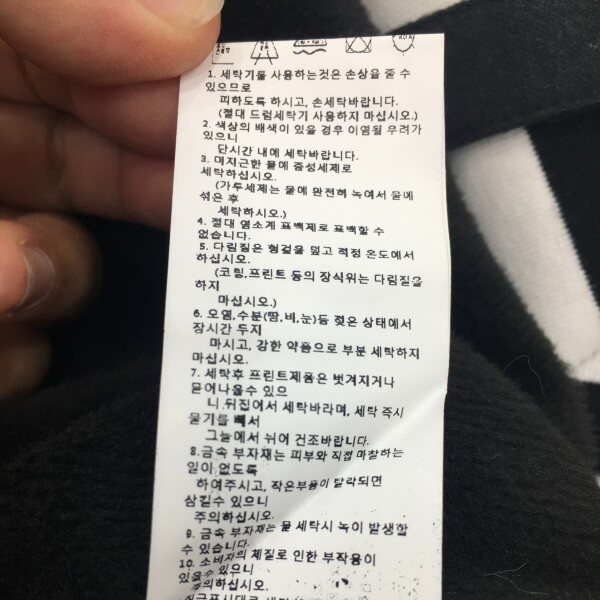 1. 세탁기를 사용하는것은 손상을 줄 수
있으므로
피하도록 하시고, 손세탁바랍니다.
(절대 드럼세탁기 사용하지 마십시오.)
2. 색상의 배색이 있을 경우 이염될 우려가
있으니
단시간 내에 세탁바랍니다.
3. 미지근한 물에 중성세제로
세탁하십시오.
(가루세제는 물에 완전히 녹여서 물에
섞은 후
세탁하시오.)
4. 절대 염소계 표백제로 표백할 수
없습니다.
5. 다림질은 헝겊을 덮고 적정 온도에서
하십시오.
(코팅,프린트 등의 장식위는 다림질을
하지
마십시오.)
6. 오염,수분(땀,비,눈)등 젖은 상태에서
장시간 두지
마시고, 강한 약품으로 부분 세탁하지
마십시오.
7. 세탁후 프린트제품은 벗겨지거나
묻어나올수 있으
니 뒤집어서 세탁바라며, 세탁 즉시
물기를 빼서
그늘에서 뉘어 건조바랍니다.
8.금속 부자재는 피부와 직접 마찰하는
일이 없도록
하여주시고, 작은부품이 탈락되면
삼킬수 있으니
주의하십시오.
9. 금속 부자재는 물 세탁시 녹이 발생할
수 있습니다.
10. 소비자의 체질로 인한 부작용이
있을수 있으니
주의하십시오.